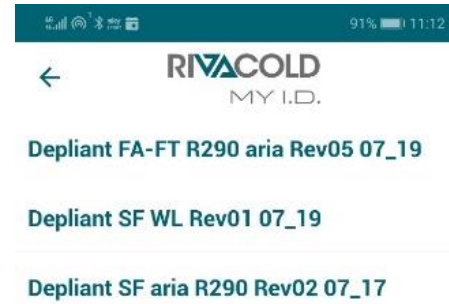 91% 11:12
RIVACOLD
MY I.D.
Depliant FA-FT R290 aria Rev05 07_19
Depliant SF WL Rev01 07_19
Depliant SF aria R290 Rev02 07_17